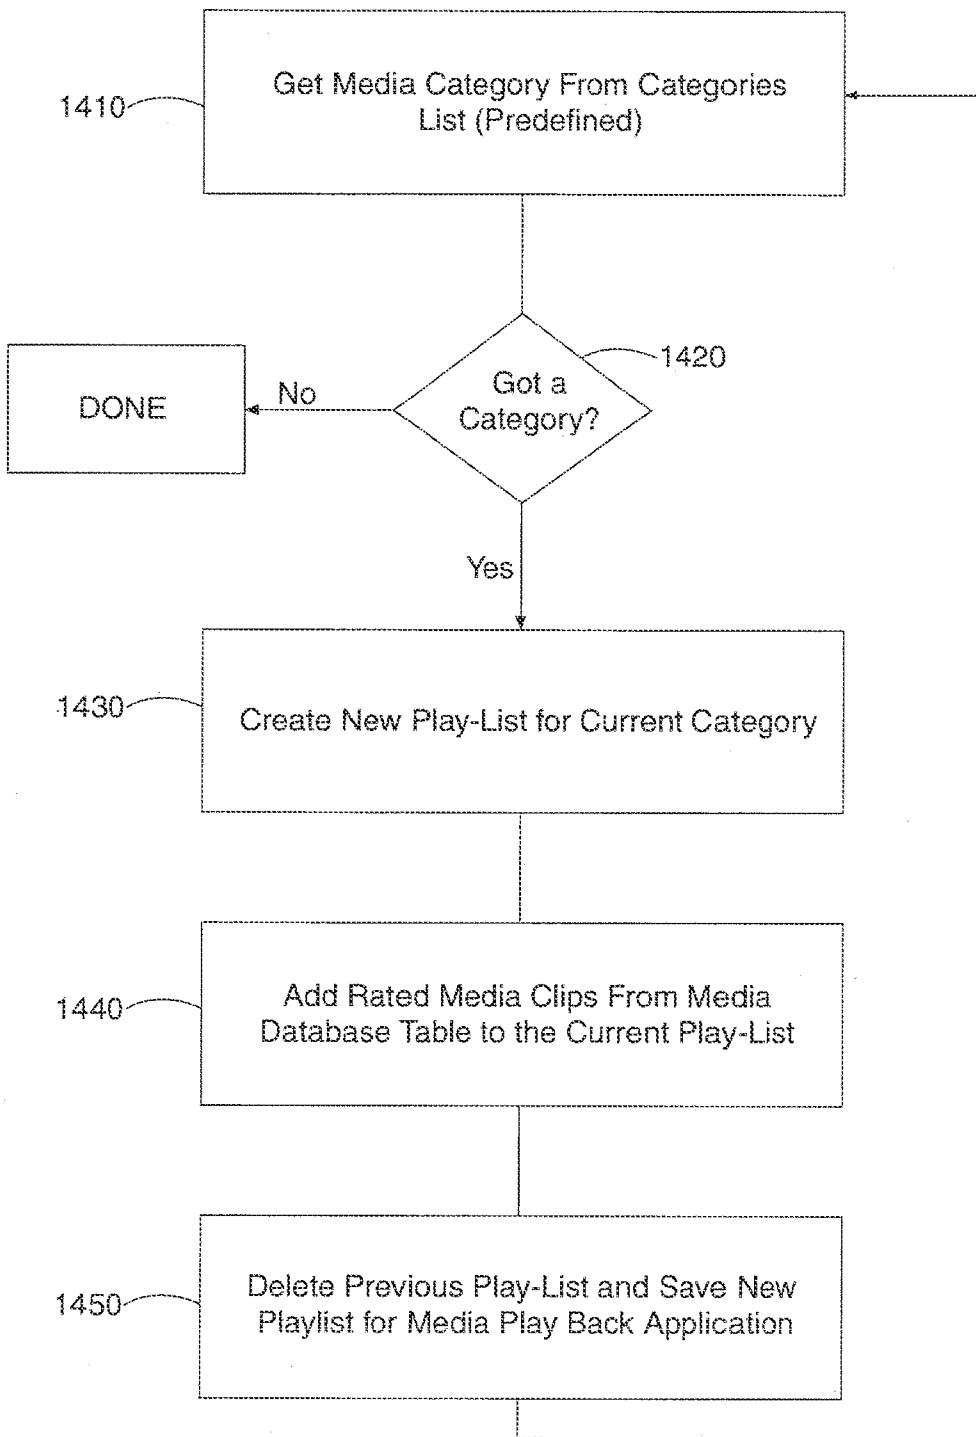 1410
Get Media Category From Categories
List (Predefined)
1420
Got a
Category?
No
DONE
Yes
1430
Create New Play-List for Current Category
1440
Add Rated Media Clips From Media
Database Table to the Current Play-List
1450
Delete Previous Play-List and Save New
Playlist for Media Play Back Application